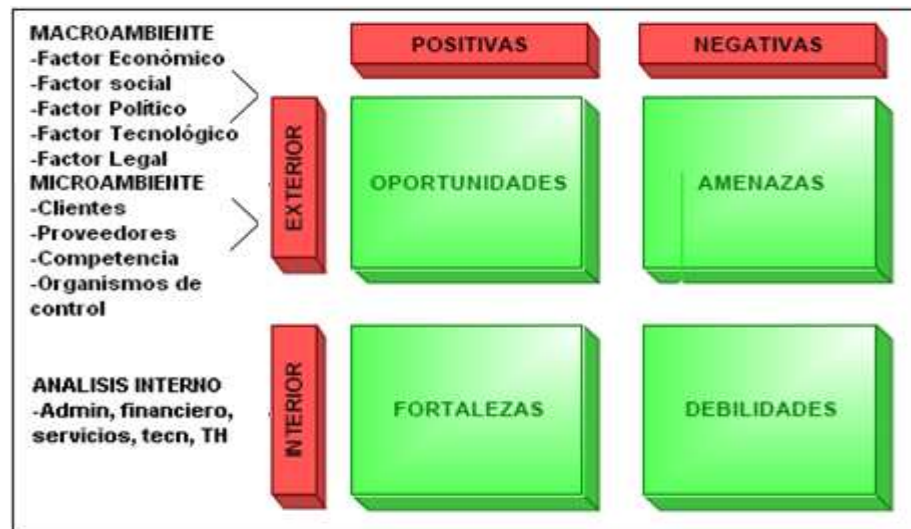 MACROAMBIENTE
-Factor Económico
-Factor social
-Factor Político
-Factor Tecnológico
-Factor Legal
MICROAMBIENTE
-Clientes
-Proveedores
-Competencia
-Organismos de
control
ANALISIS INTERNO
-Admin, financiero,
servicios, tecn, TH
POSITIVAS
NEGATIVAS
EXTERIOR
OPORTUNIDADES
AMENAZAS
INTERIOR
FORTALEZAS
DEBILIDADES